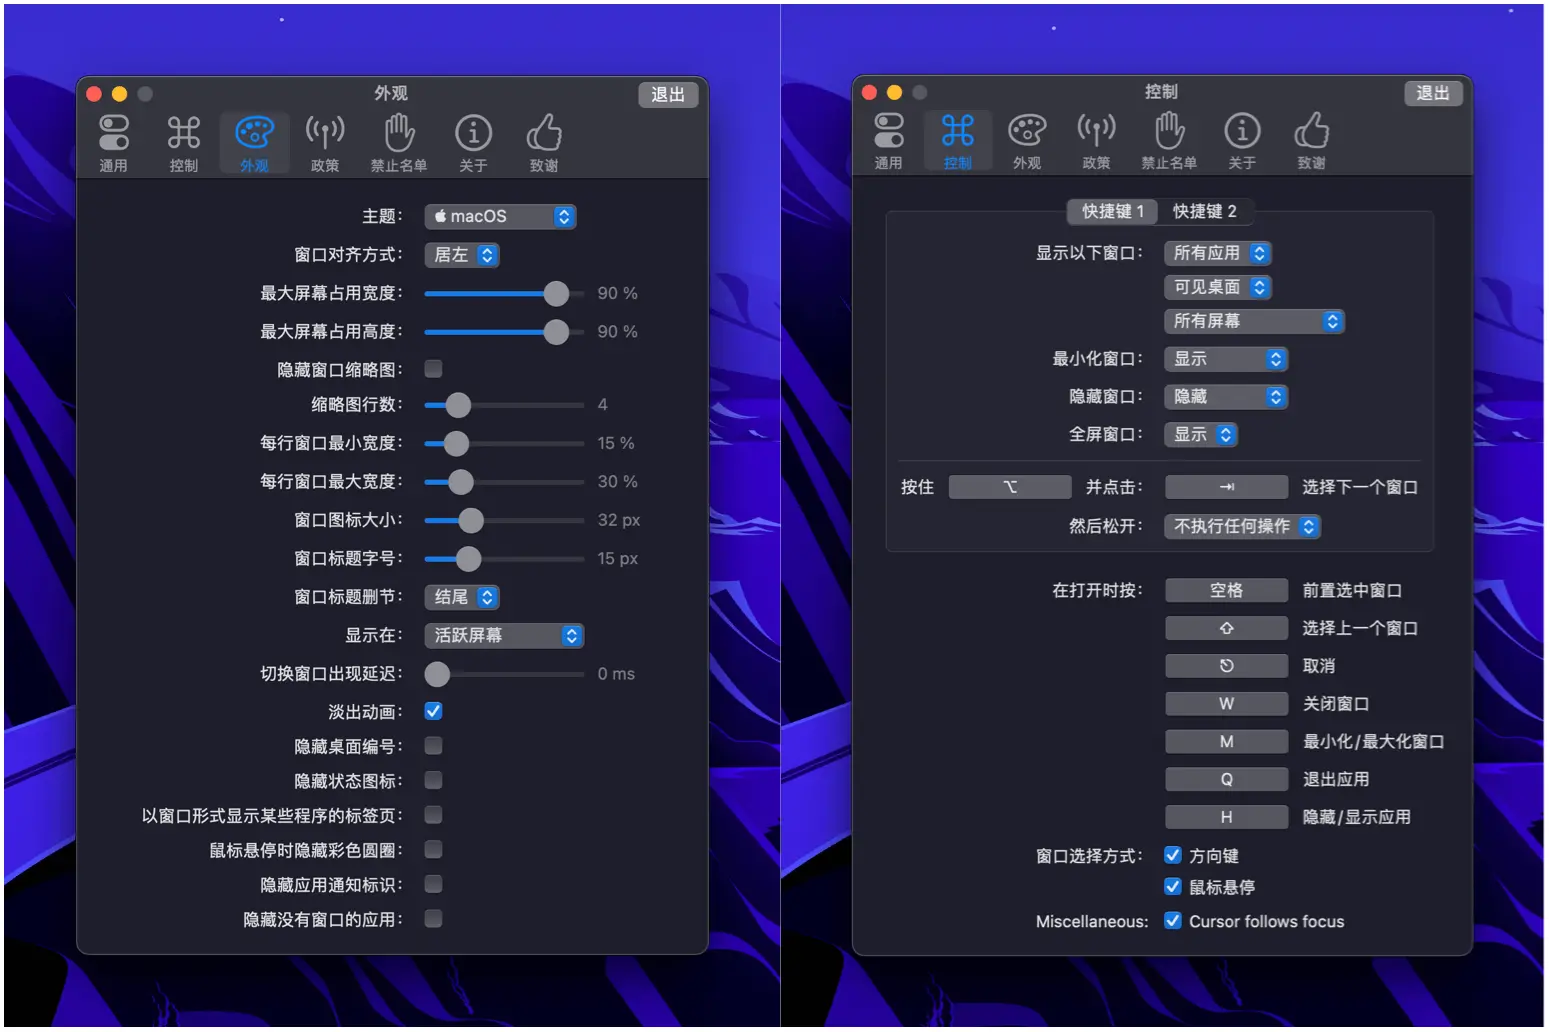 外观
退出
通用
控制
外观
政策
禁止名单
关于
致谢
主题:
macOS
窗口对齐方式:
居左
最大屏幕占用宽度:
90 %
最大屏幕占用高度:
90 %
隐藏窗口缩略图:
缩略图行数:
4
每行窗口最小宽度:
15 %
每行窗口最大宽度:
30 %
窗口图标大小:
32 px
窗口标题字号:
15 px
窗口标题删节:
结尾
显示在:
活跃屏幕
切换窗口出现延迟:
0 ms
淡出动画:
隐藏桌面编号:
隐藏状态图标:
以窗口形式显示某些程序的标签页:
鼠标悬停时隐藏彩色圆圈:
隐藏应用通知标识:
隐藏没有窗口的应用:
控制
退出
通用
控制
外观
政策
禁止名单
关于
致谢
快捷键 1
快捷键 2
显示以下窗口:
所有应用
可见桌面
所有屏幕
最小化窗口:
显示
隐藏窗口:
隐藏
全屏窗口:
显示
按住 ⌥ 并点击: ⇥ 选择下一个窗口
然后松开:
不执行任何操作
在打开时按:
空格 前置选中窗口
⇧ 选择上一个窗口
⎋ 取消
W 关闭窗口
M 最小化/最大化窗口
Q 退出应用
H 隐藏/显示应用
窗口选择方式:
方向键
鼠标悬停
Miscellaneous:
Cursor follows focus